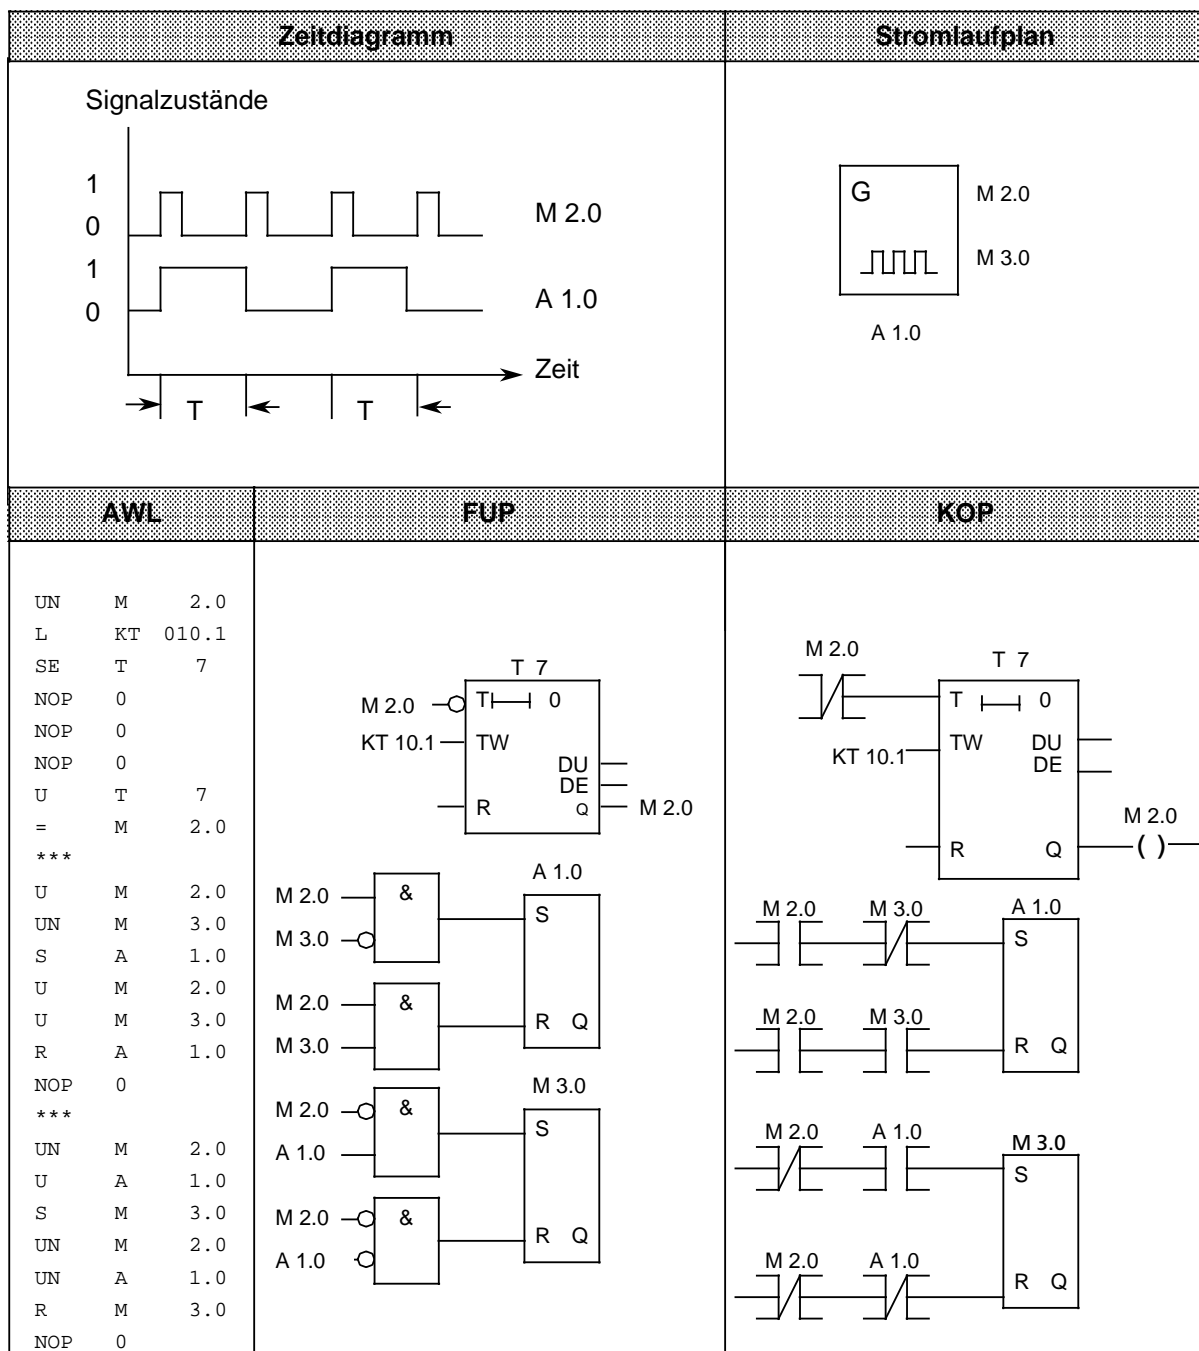 Zeitdiagramm
Stromlaufplan
Signalzustände
1
0
M 2.0
1
0
A 1.0
Zeit
T
T
G
M 2.0
M 3.0
A 1.0
AWL
FUP
KOP
UN M 2.0
L KT 010.1
SE T 7
NOP 0
NOP 0
NOP 0
U T 7
= M 2.0
***
U M 2.0
UN M 3.0
S A 1.0
U M 2.0
U M 3.0
R A 1.0
NOP 0
***
UN M 2.0
U A 1.0
S M 3.0
UN M 2.0
UN A 1.0
R M 3.0
NOP 0
T 7
M 2.0 T 0
KT 10.1 TW
DU
DE
R Q M 2.0
A 1.0
M 2.0 & S
M 3.0
M 2.0 &
M 3.0 R Q
M 3.0
M 2.0 & S
A 1.0
M 2.0 & R Q
A 1.0
M 2.0 T 7
T 0
KT 10.1 TW DU
DE
M 2.0
R Q ( )
M 2.0 M 3.0 A 1.0
S
M 2.0 M 3.0
R Q
M 2.0 A 1.0 M 3.0
S
M 2.0 A 1.0
R Q